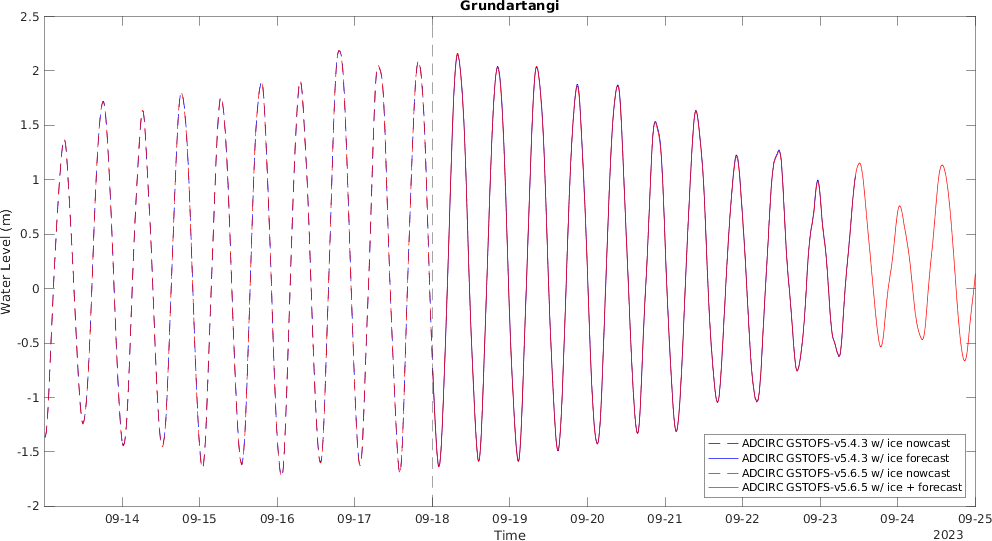 Grundartangi
2.5
2
1.5
1
0.5
0
-0.5
-1
-1.5
-2
Water Level (m)
ADCIRC GSTOFS-v5.4.3 w/ ice nowcast
ADCIRC GSTOFS-v5.4.3 w/ ice forecast
ADCIRC GSTOFS-v5.6.5 w/ ice nowcast
ADCIRC GSTOFS-v5.6.5 w/ ice + forecast
09-14 09-15 09-16 09-17 09-18 09-19 09-20 09-21 09-22 09-23 09-24 09-25
Time
2023